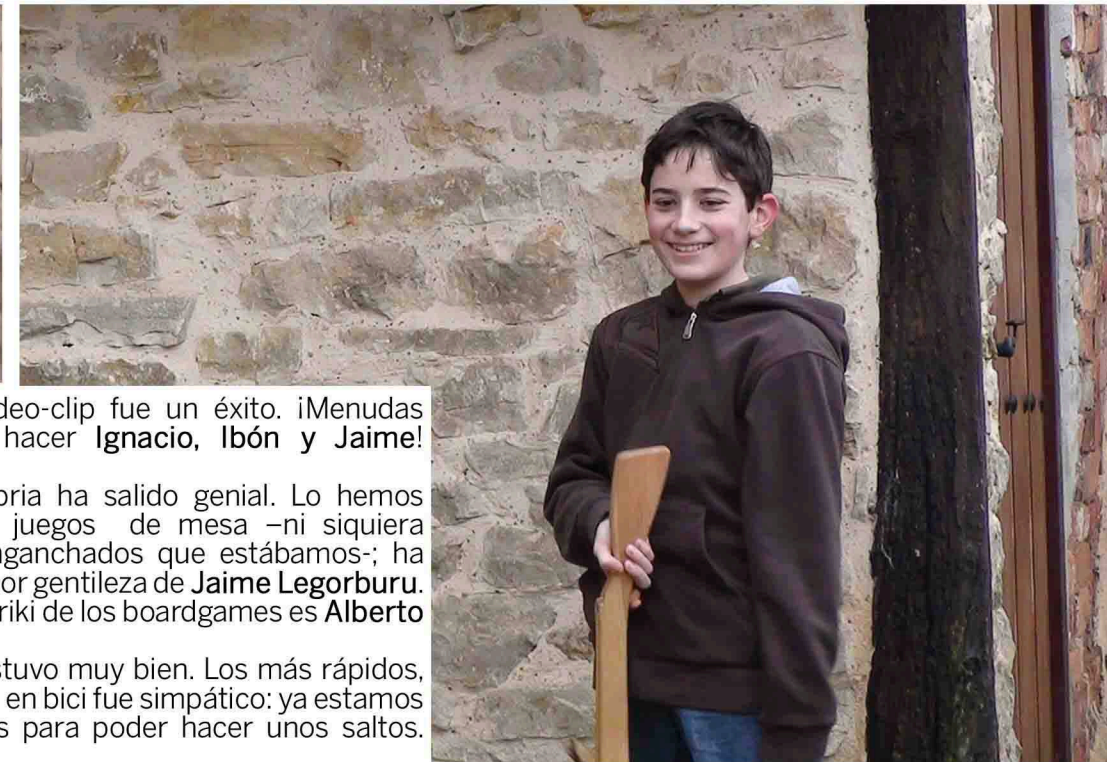 deo-clip fue un éxito. ¡Menudas
hacer Ignacio, Ibón y Jaime!
ha salido genial. Lo hemos
juegos de mesa –ni siquiera
que estábamos-; ha
or gentileza de Jaime Legorburu.
riki de los boardgames es Alberto
stuvo muy bien. Los más rápidos,
en bici fue simpático: ya estamos
s para poder hacer unos saltos.